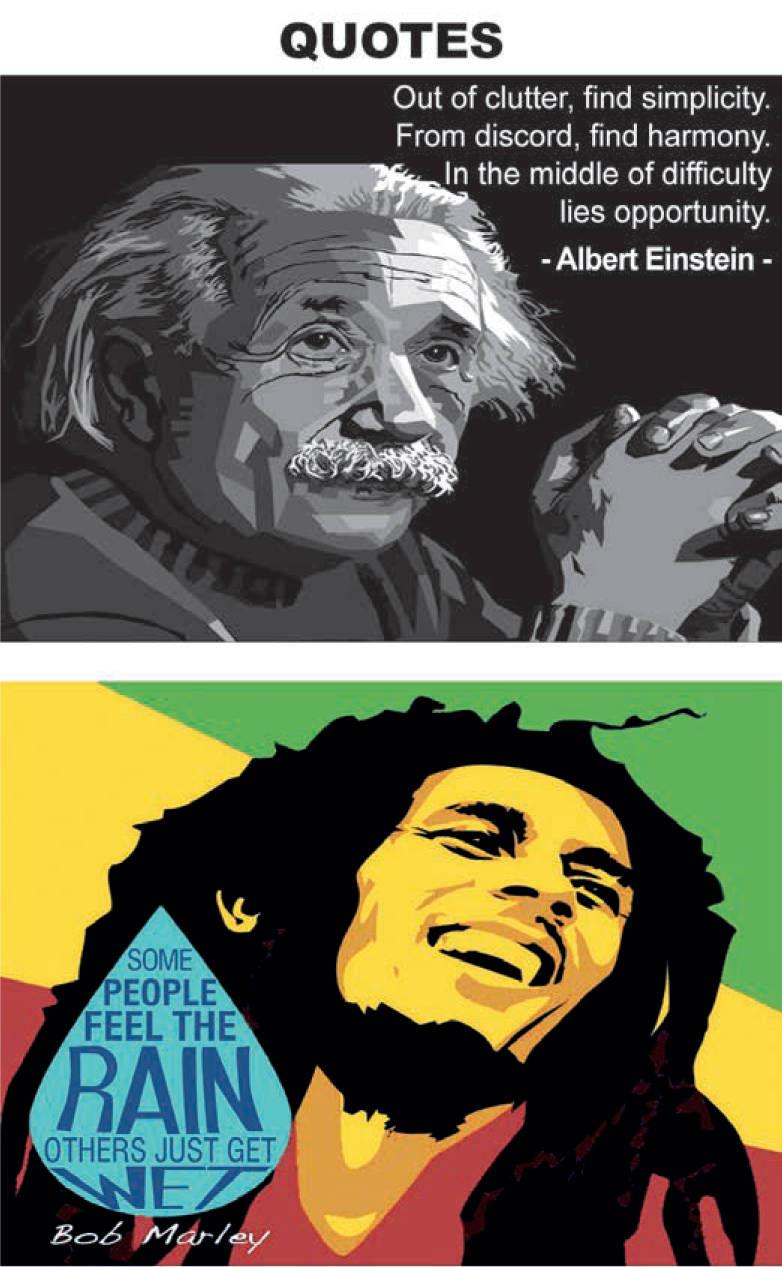 QUOTES
Out of clutter, find simplicity.
From discord, find harmony.
In the middle of difficulty
lies opportunity.
- Albert Einstein -
SOME
PEOPLE
FEEL THE
RAIN
OTHERS JUST GET
WET
Bob Marley